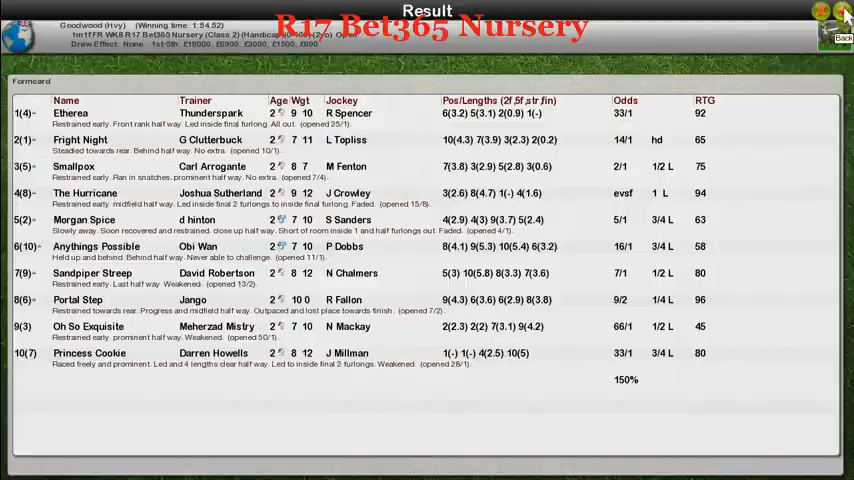 Result
R17 Bet365 Nursery
Goodwood (Hvy) (Winning time: 1:54.52)
1m1FR WK8 R17 Bet365 Nursery (Class 2) (Handicap)(0-105) (2yo) Open
Draw Effect: None 1st-5th £18000, £6900, £3000, £1500, £600
Back
Formcard
Name Trainer Age Wgt Jockey Pos/Lengths (2f,5f,str,fin) Odds RTG
1(4) Etherea Thunderspark 2 9 10 R Spencer 6(3.2) 5(3.1) 2(0.9) 1(-) 33/1 92
Restrained early. Front rank half way. Led inside final furlong. All out. (opened 25/1).
2(1) Fright Night G Clutterbuck 2 7 11 L Topliss 10(4.3) 7(3.9) 3(2.3) 2(0.2) 14/1 hd 65
Steadied towards rear. Behind half way. No extra. (opened 10/1).
3(5) Smallpox Carl Arrogante 2 8 7 M Fenton 7(3.8) 3(2.9) 5(2.8) 3(0.6) 2/1 1/2 L 75
Restrained early. Ran in snatches. prominent half way. No extra. (opened 7/4).
4(8) The Hurricane Joshua Sutherland 2 9 12 J Crowley 3(2.6) 8(4.7) 1(-) 4(1.6) evsf 1 L 94
Restrained early. midfield half way. Led inside final 2 furlongs to inside final furlong. Faded. (opened 15/8).
5(2) Morgan Spice d hinton 2 7 10 S Sanders 4(2.9) 4(3) 9(3.7) 5(2.4) 5/1 3/4 L 63
Slowly away. Soon recovered and restrained. close up half way. Short of room inside 1 and half furlongs out. Faded. (opened 4/1).
6(10) Anythings Possible Obi Wan 2 7 10 P Dobbs 8(4.1) 9(5.3) 10(5.4) 6(3.2) 16/1 3/4 L 58
Held up and behind. Behind half way. Never able to challenge. (opened 11/1).
7(9) Sandpiper Streep David Robertson 2 8 12 N Chalmers 5(3) 10(5.8) 8(3.3) 7(3.6) 7/1 1/2 L 80
Restrained early. Last half way. Weakened. (opened 13/2).
8(6) Portal Step Jango 2 10 0 R Fallon 9(4.3) 6(3.6) 6(2.9) 8(3.8) 9/2 1/4 L 96
Restrained towards rear. Progress and midfield half way. Outpaced and lost place towards finish. (opened 7/2).
9(3) Oh So Exquisite Meherzad Mistry 2 7 10 N Mackay 2(2.3) 2(2) 7(3.1) 9(4.2) 66/1 1/2 L 45
Restrained early. prominent half way. Weakened. (opened 50/1).
10(7) Princess Cookie Darren Howells 2 8 12 J Millman 1(-) 1(-) 4(2.5) 10(5) 33/1 3/4 L 80
Raced freely and prominent. Led and 4 lengths clear half way. Led to inside final 2 furlongs. Weakened. (opened 28/1).
150%